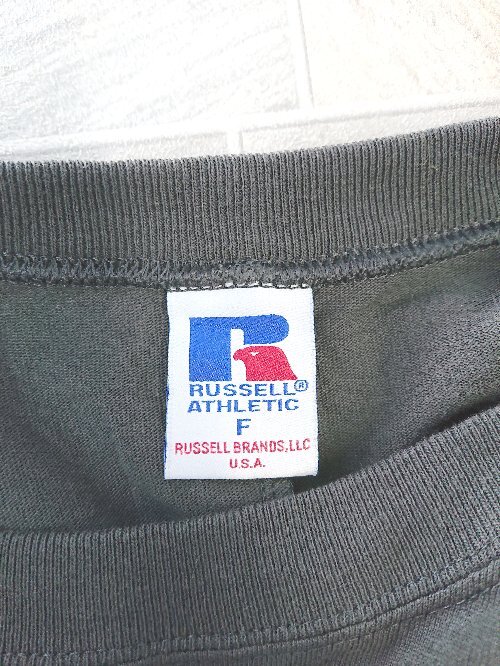 R
RUSSELL®
ATHLETIC
F
RUSSELL BRANDS,LLC
U.S.A.